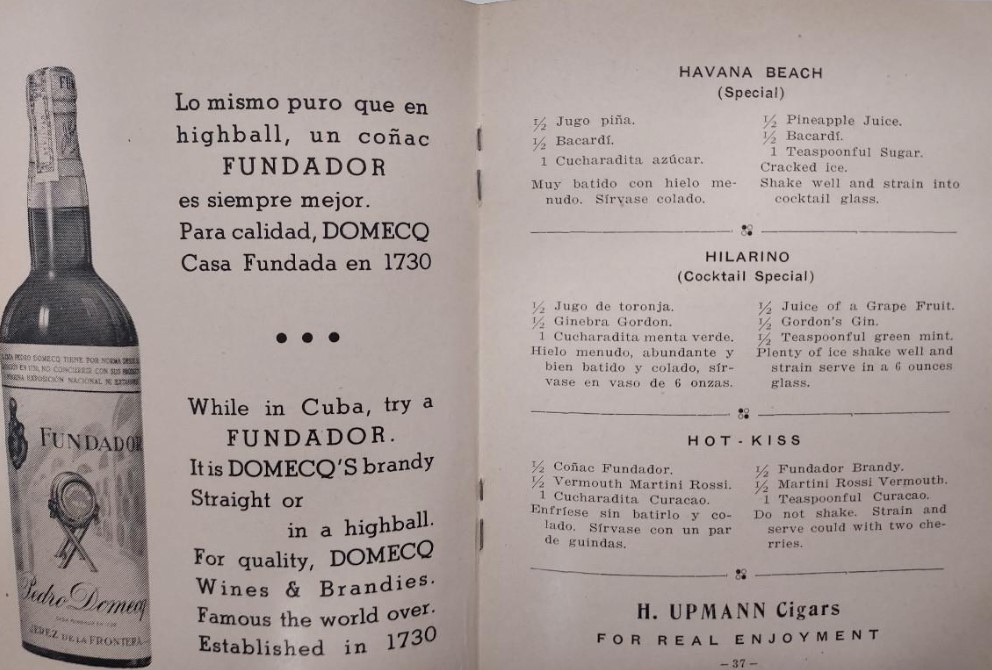 Lo mismo puro que en
highball, un coñac
FUNDADOR
es siempre mejor.
Para calidad, DOMECQ
Casa Fundada en 1730
While in Cuba, try a
FUNDADOR.
It is DOMECQ'S brandy
Straight or
in a highball.
For quality, DOMECQ
Wines & Brandies.
Famous the world over.
Established in 1730
FUNDADOR
Pedro Domecq
JEREZ DE LA FRONTERA
HAVANA BEACH
(Special)
½ Jugo piña.
½ Bacardí.
1 Cucharadita azúcar.
Muy batido con hielo me-
nudo. Sírvase colado.
½ Pineapple Juice.
½ Bacardí.
1 Teaspoonful Sugar.
Cracked ice.
Shake well and strain into
cocktail glass.
HILARINO
(Cocktail Special)
½ Jugo de toronja.
½ Ginebra Gordon.
1 Cucharadita menta verde.
Hielo menudo, abundante y
bien batido y colado, sír-
vase en vaso de 6 onzas.
½ Juice of a Grape Fruit.
½ Gordon's Gin.
½ Teaspoonful green mint.
Plenty of ice shake well and
strain serve in a 6 ounces
glass.
HOT-KISS
½ Coñac Fundador.
½ Vermouth Martini Rossi.
1 Cucharadita Curacao.
Enfríese sin batirlo y co-
lado. Sírvase con un par
de guindas.
½ Fundador Brandy.
½ Martini Rossi Vermouth.
1 Teaspoonful Curacao.
Do not shake. Strain and
serve could with two che-
rries.
H. UPMANN Cigars
FOR REAL ENJOYMENT
– 37 –